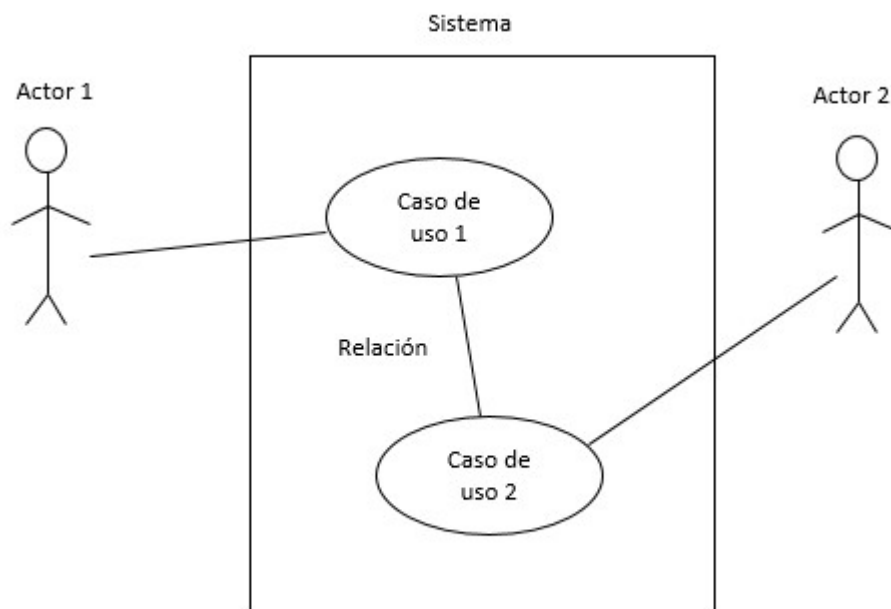 Sistema
Actor 1
Actor 2
Caso de
uso 1
Relación
Caso de
uso 2